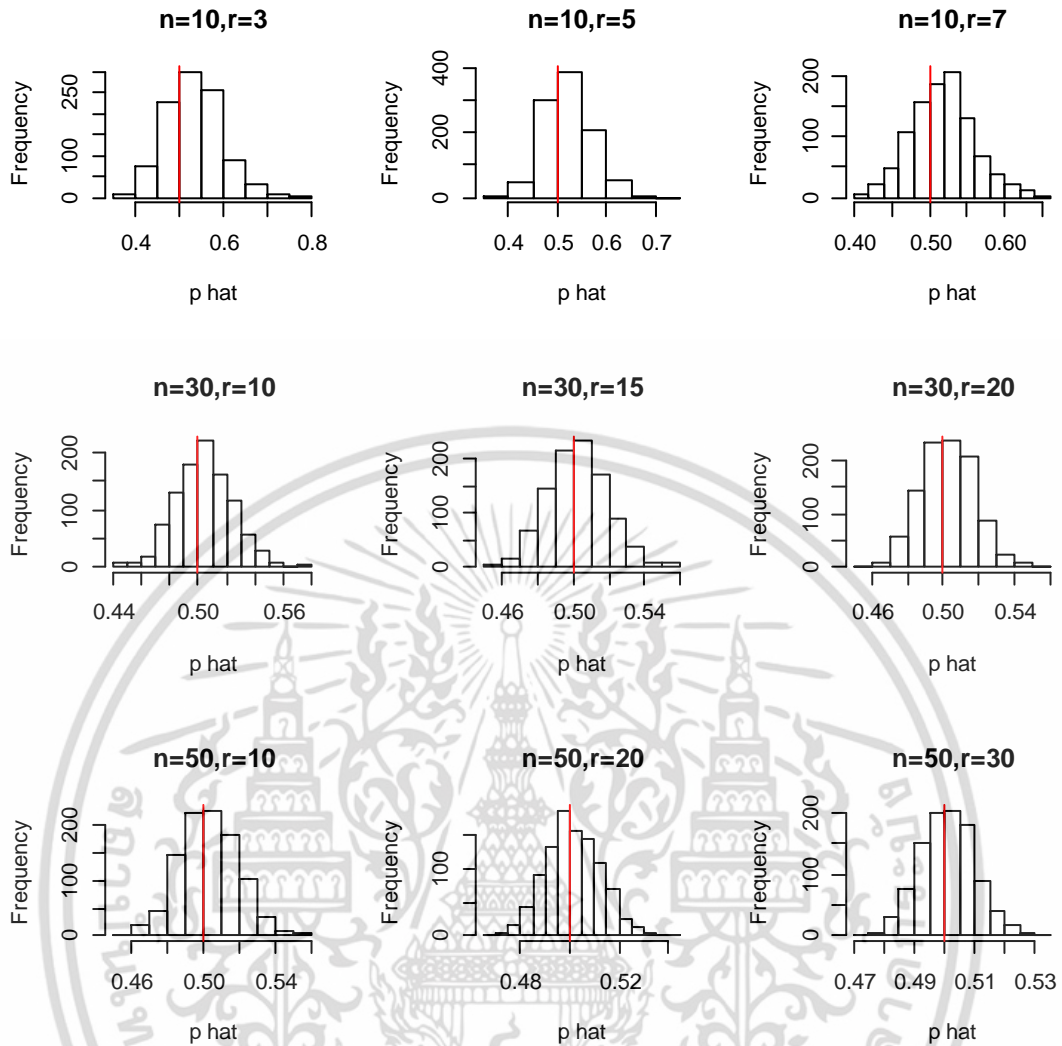 n=10,r=3
n=10,r=5
n=10,r=7
Frequency
0 100 250
0.4 0.6 0.8
p hat
Frequency
0 200 400
0.4 0.5 0.6 0.7
p hat
Frequency
0 100 200
0.40 0.50 0.60
p hat
n=30,r=10
n=30,r=15
n=30,r=20
Frequency
0 100 200
0.44 0.50 0.56
p hat
Frequency
0 100 200
0.46 0.50 0.54
p hat
Frequency
0 100 200
0.46 0.50 0.54
p hat
n=50,r=10
n=50,r=20
n=50,r=30
Frequency
0 100 200
0.46 0.50 0.54
p hat
Frequency
0 100
0.48 0.52
p hat
Frequency
0 100 200
0.47 0.49 0.51 0.53
p hat